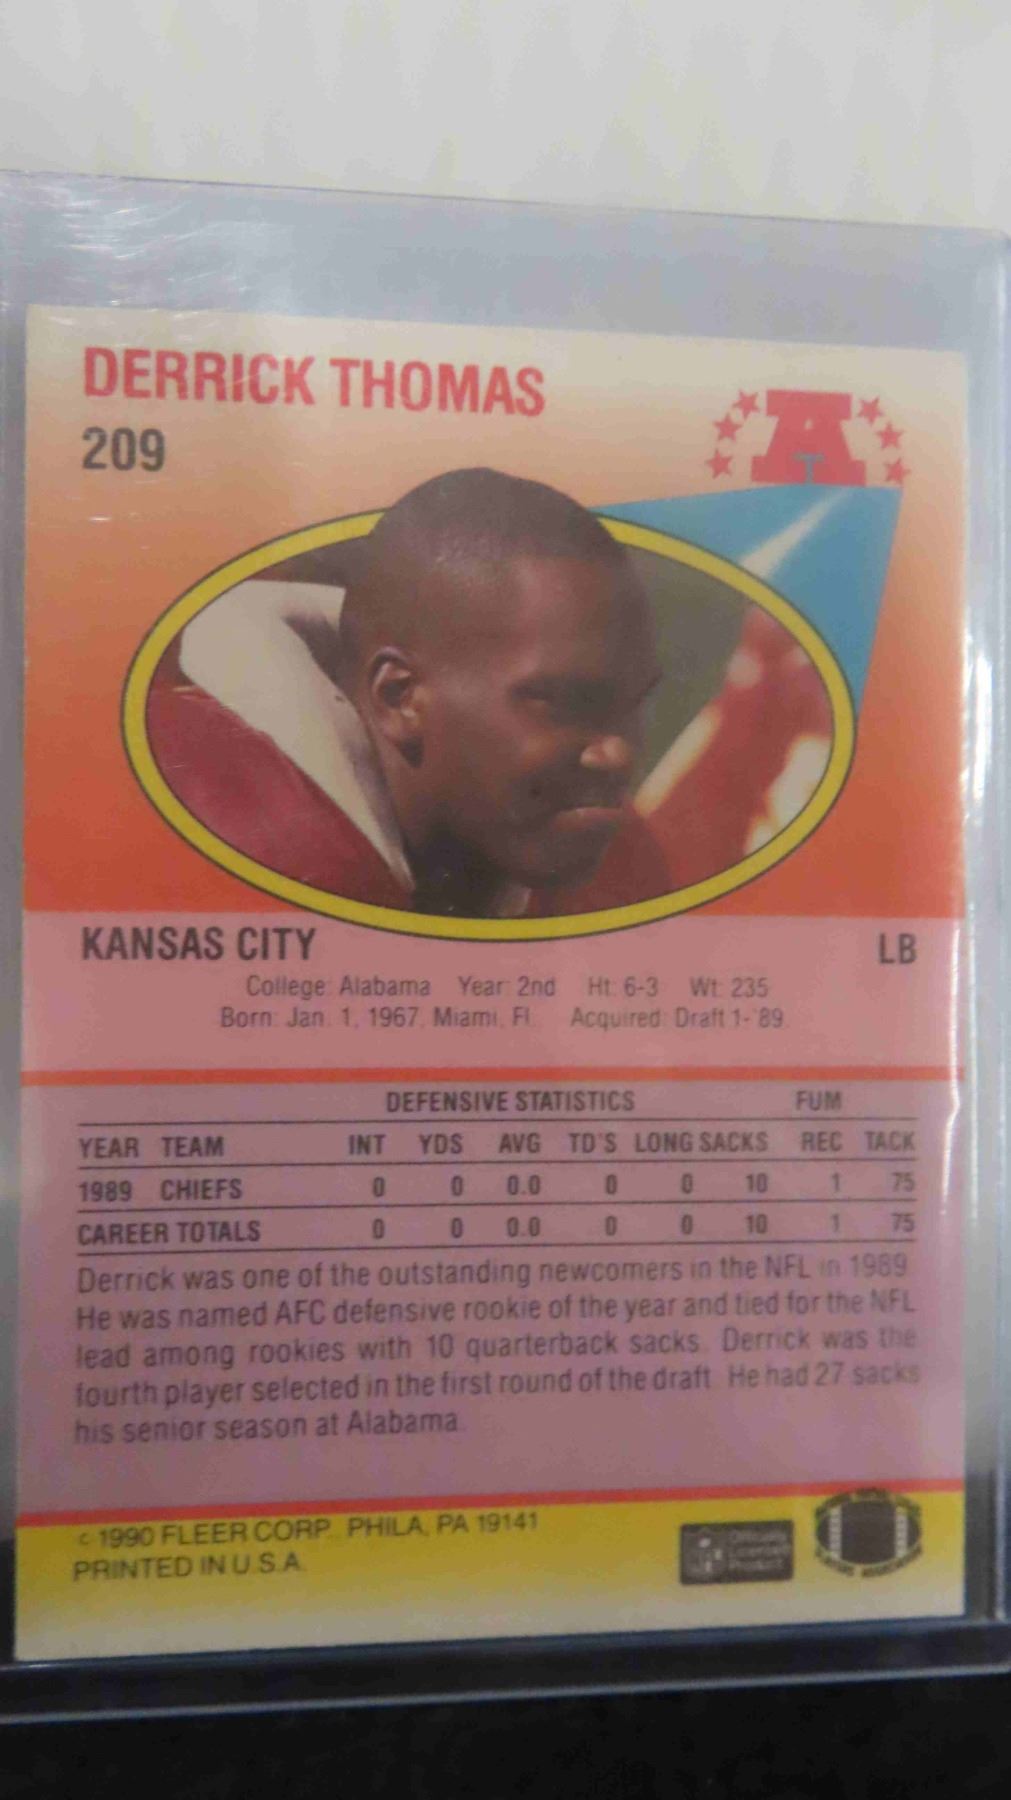 DERRICK THOMAS
209
A
KANSAS CITY LB
College: Alabama Year: 2nd Ht: 6-3 Wt: 235
Born: Jan. 1, 1967, Miami, Fl. Acquired: Draft 1-'89
DEFENSIVE STATISTICS FUM
YEAR TEAM INT YDS AVG TD'S LONG SACKS REC TACK
1989 CHIEFS 0 0 0.0 0 0 10 1 75
CAREER TOTALS 0 0 0.0 0 0 10 1 75
Derrick was one of the outstanding newcomers in the NFL in 1989.
He was named AFC defensive rookie of the year and tied for the NFL
lead among rookies with 10 quarterback sacks. Derrick was the
fourth player selected in the first round of the draft. He had 27 sacks
his senior season at Alabama.
© 1990 FLEER CORP., PHILA, PA 19141
PRINTED IN U.S.A.
Officially
Licensed
Product
PLAYERS ASSOCIATION